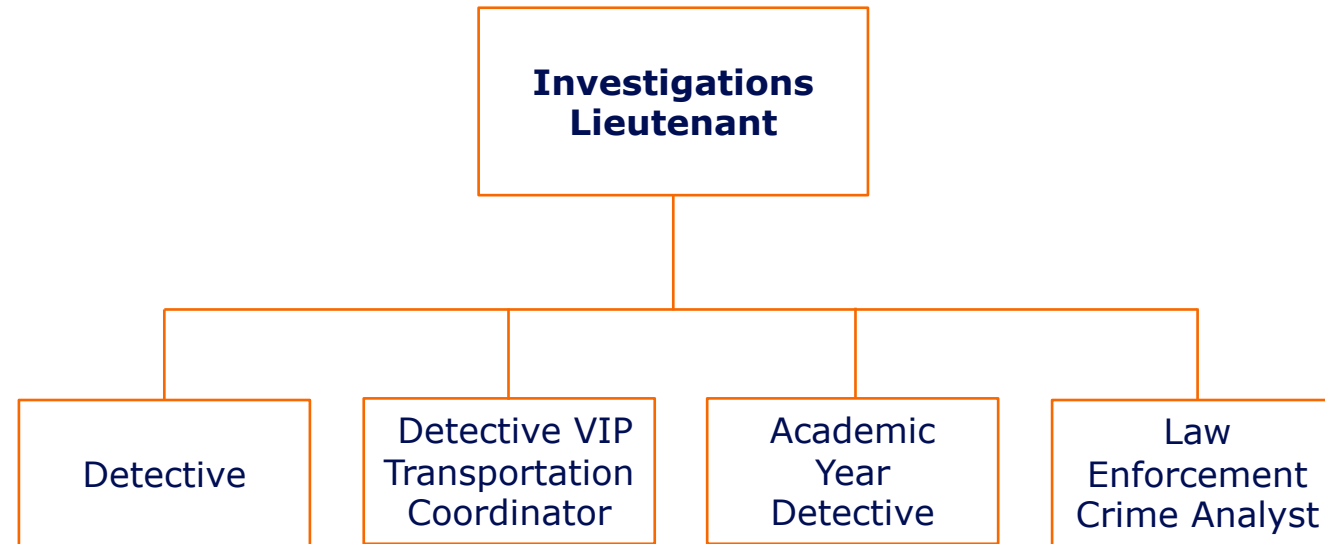 Investigations
Lieutenant
Detective
Detective VIP
Transportation
Coordinator
Academic
Year
Detective
Law
Enforcement
Crime Analyst